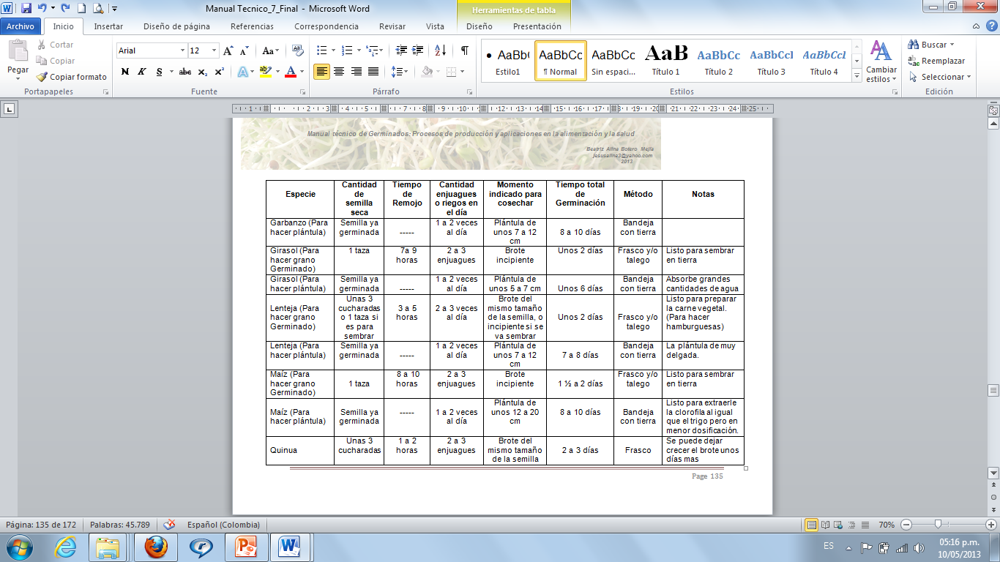 Manual Tecnico_7_Final - Microsoft Word
Herramientas de tabla
Archivo Inicio Insertar Diseño de página Referencias Correspondencia Revisar Vista Diseño Presentación
Pegar
Cortar
Copiar
Copiar formato
Portapapeles
Arial 12
N K S abc x₂ x²
Fuente
Párrafo
AaBbC AaBbCc AaBbCc AaB AaBbCc AaBbCcI AaBbCcI
Estilo1 ¶ Normal Sin espaci... Título 1 Título 2 Título 3 Título 4
Cambiar
estilos
Estilos
Buscar
Reemplazar
Seleccionar
Edición
Manual técnico de Germinados: Procesos de producción y aplicaciones en la alimentación y la salud
Beatriz Alina Botero Mejía
jesusalina3@yahoo.com
2013
Especie
Cantidad
de
semilla
seca
Tiempo
de
Remojo
Cantidad
enjuagues
o riegos en
el día
Momento
indicado para
cosechar
Tiempo total
de
Germinación
Método
Notas
Garbanzo (Para
hacer plántula)
Semilla ya
germinada
-----
1 a 2 veces
al día
Plántula de
unos 7 a 12
cm
8 a 10 días
Bandeja
con tierra
Girasol (Para
hacer grano
Germinado)
1 taza
7a 9
horas
2 a 3
enjuagues
Brote
incipiente
Unos 2 días
Frasco y/o
talego
Listo para sembrar
en tierra
Girasol (Para
hacer plántula)
Semilla ya
germinada
-----
1 a 2 veces
al día
Plántula de
unos 5 a 7 cm
Unos 6 días
Bandeja
con tierra
Absorbe grandes
cantidades de agua
Lenteja (Para
hacer grano
Germinado)
Unas 3
cucharadas
o 1 taza si
es para
sembrar
3 a 5
horas
2 a 3 veces
al día
Brote del
mismo tamaño
de la semilla, o
incipiente si se
va sembrar
Unos 2 días
Frasco y/o
talego
Listo para preparar
la carne vegetal.
(Para hacer
hamburguesas)
Lenteja (Para
hacer plántula)
Semilla ya
germinada
-----
1 a 2 veces
al día
Plántula de
unos 7 a 12
cm
7 a 8 días
Bandeja
con tierra
La plántula de muy
delgada.
Maíz (Para
hacer grano
Germinado)
1 taza
8 a 10
horas
2 a 3
enjuagues
Brote
incipiente
1 ½ a 2 días
Frasco y/o
talego
Listo para sembrar
en tierra
Maíz (Para
hacer plántula)
Semilla ya
germinada
-----
1 a 2 veces
al día
Plántula de
unos 12 a 20
cm
8 a 10 días
Bandeja
con tierra
Listo para extraerle
la clorofila al igual
que el trigo pero en
menor dosificación.
Quinua
Unas 3
cucharadas
1 a 2
horas
2 a 3
enjuagues
Brote del
mismo tamaño
de la semilla
2 a 3 días
Frasco
Se puede dejar
crecer el brote unos
días mas
Page 135
Página: 135 de 172 Palabras: 45.789 Español (Colombia) 70%
ES
05:16 p.m.
10/05/2013